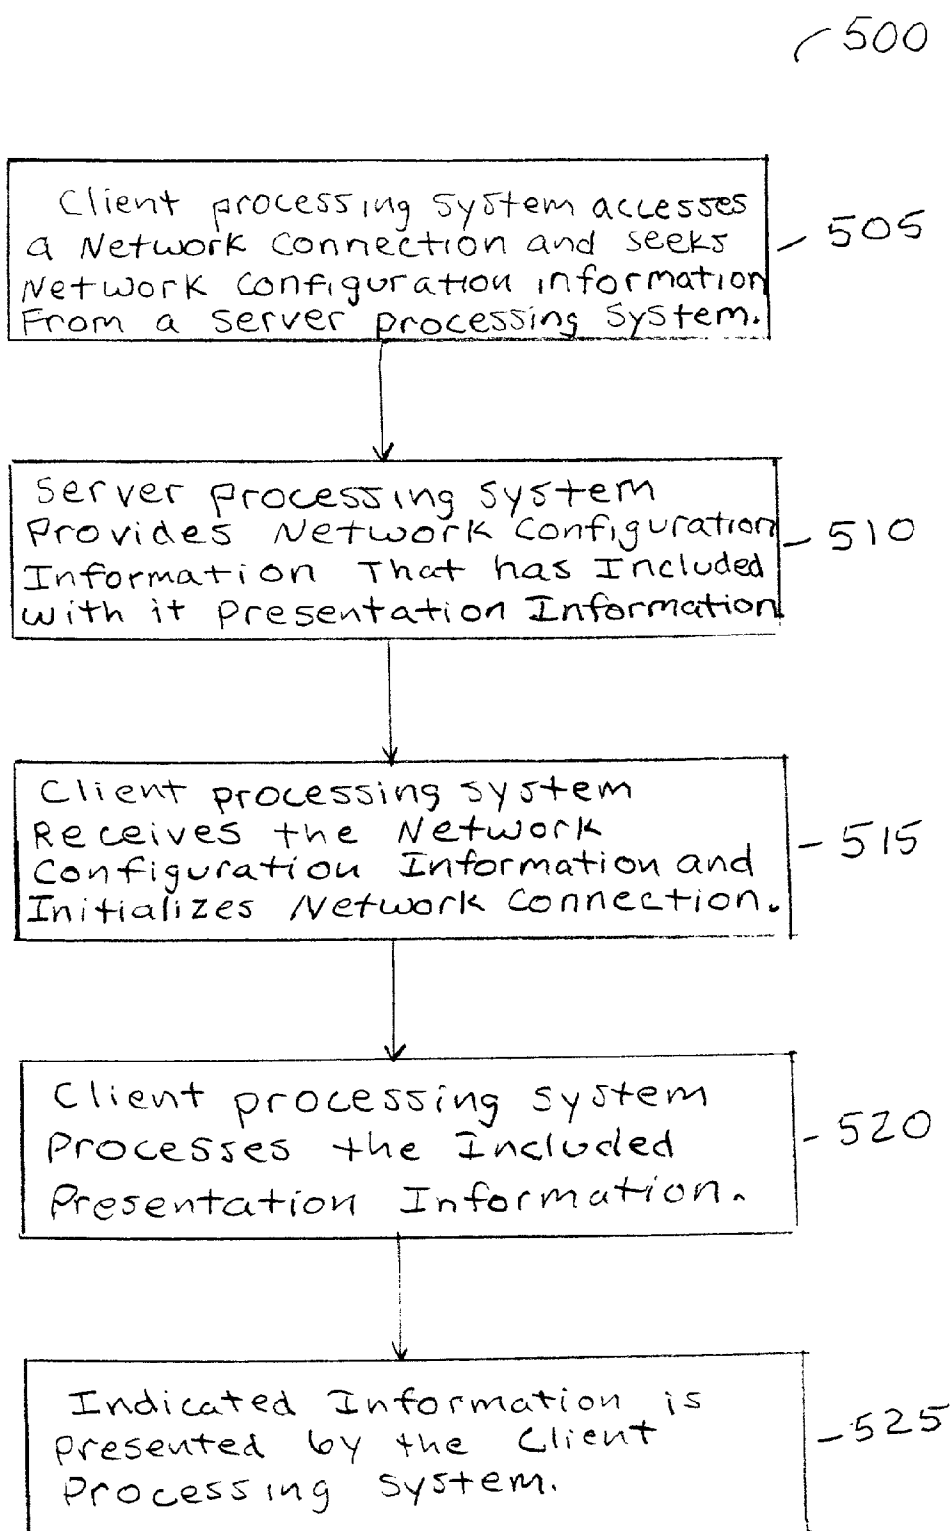 500
Client processing system accesses
a Network Connection and seeks
Network Configuration information
From a server processing System.
505
Server processing system
Provides Network Configuration
Information That has Included
with it Presentation Information
510
Client processing system
Receives the Network
Configuration Information and
Initializes Network Connection.
515
Client processing system
Processes the Included
Presentation Information.
520
Indicated Information is
presented by the Client
Processing System.
525